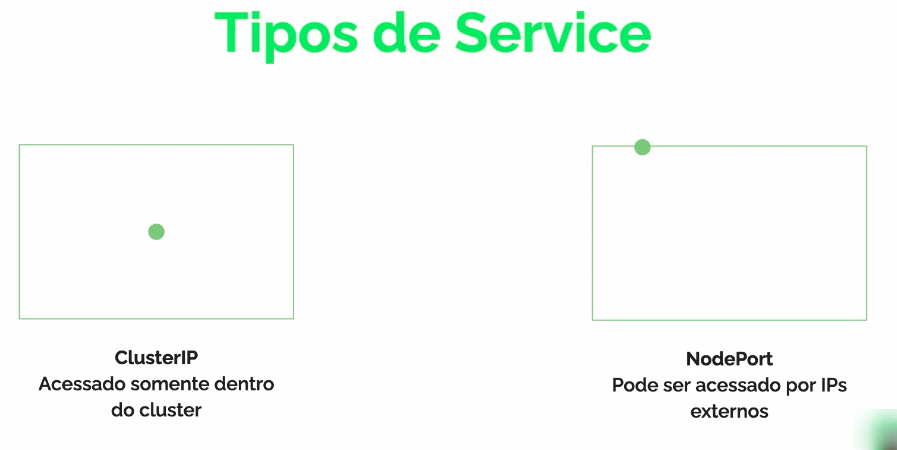 Tipos de Service
ClusterIP
Acessado somente dentro
do cluster
NodePort
Pode ser acessado por IPs
externos